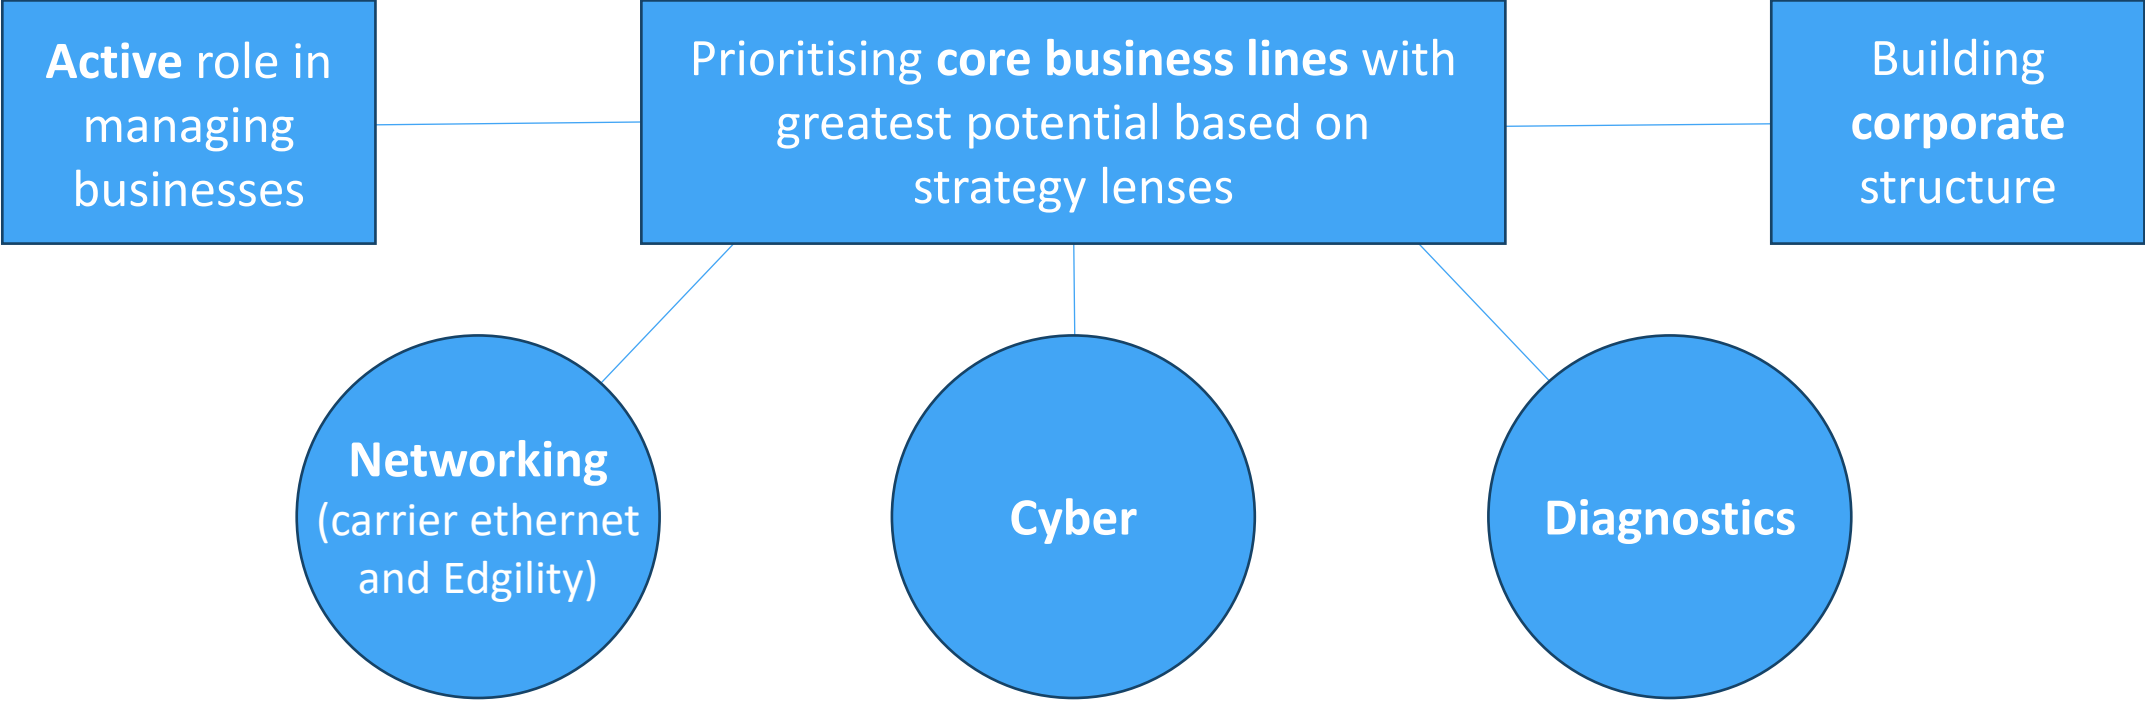 Active role in
managing
businesses
Prioritising core business lines with
greatest potential based on
strategy lenses
Building
corporate
structure
Networking
(carrier ethernet
and Edgility)
Cyber
Diagnostics